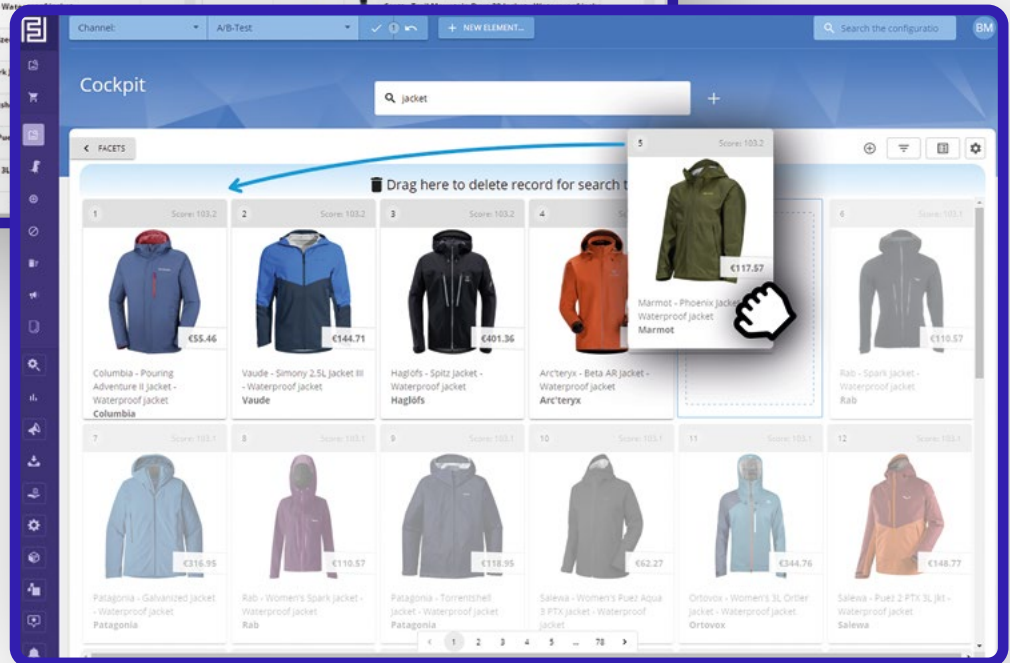 Channel:
A/B-Test
+ NEW ELEMENT...
Search the configuratio
BM
Cockpit
jacket
+
FACETS
Drag here to delete record for search t
1 Score: 103.2
€55.46
Columbia - Pouring
Adventure II Jacket -
Waterproof jacket
Columbia
2 Score: 103.2
€144.71
Vaude - Simony 2.5L Jacket III
- Waterproof jacket
Vaude
3 Score: 103.2
€401.36
Haglöfs - Spitz Jacket -
Waterproof jacket
Haglöfs
4
Arc'teryx - Beta AR Jacket -
Waterproof jacket
Arc'teryx
5 Score: 103.2
€117.57
Marmot - Phoenix Jacket
Waterproof jacket
Marmot
6 Score: 103.1
€110.57
Rab - Spark Jacket -
Waterproof jacket
Rab
7 Score: 103.1
€316.95
Patagonia - Galvanized Jacket
- Waterproof jacket
Patagonia
8 Score: 103.1
€110.57
Rab - Women's Spark Jacket -
Waterproof jacket
Rab
9 Score: 103.1
€118.95
Patagonia - Torrentshell
Jacket - Waterproof jacket
Patagonia
10 Score: 103.1
€62.27
Salewa - Women's Puez Aqua
3 PTX Jacket - Waterproof
jacket
11 Score: 103.1
€344.76
Ortovox - Women's 3L Ortler
Jacket - Waterproof jacket
Ortovox
12 Score: 103.1
€148.77
Salewa - Puez 2 PTX 3L Jkt -
Waterproof jacket
Salewa
1 2 3 4 5 ... 78